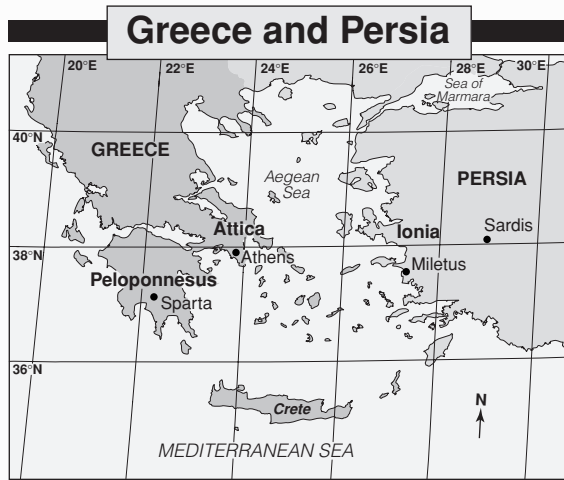 Greece and Persia
20°E
22°E
24°E
26°E
28°E
30°E
Sea of
Marmara
40°N
GREECE
Aegean
Sea
PERSIA
Attica
Ionia
Sardis
38°N
Athens
Miletus
Peloponnesus
Sparta
36°N
Crete
N
MEDITERRANEAN SEA